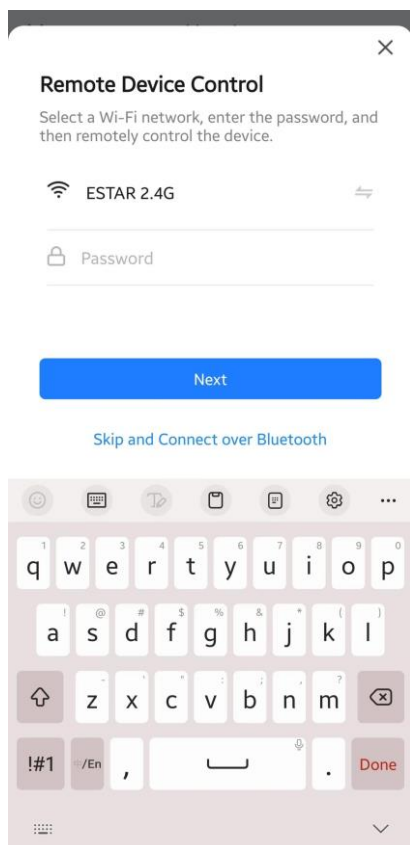 Remote Device Control
Select a Wi-Fi network, enter the password, and
then remotely control the device.
ESTAR 2.4G
Password
Next
Skip and Connect over Bluetooth
1 2 3 4 5 6 7 8 9 0
q w e r t y u i o p
! @ # $ % & * ( )
a s d f g h j k l
- ' " : ; , ?
z x c v b n m
!#1 /En , . Done